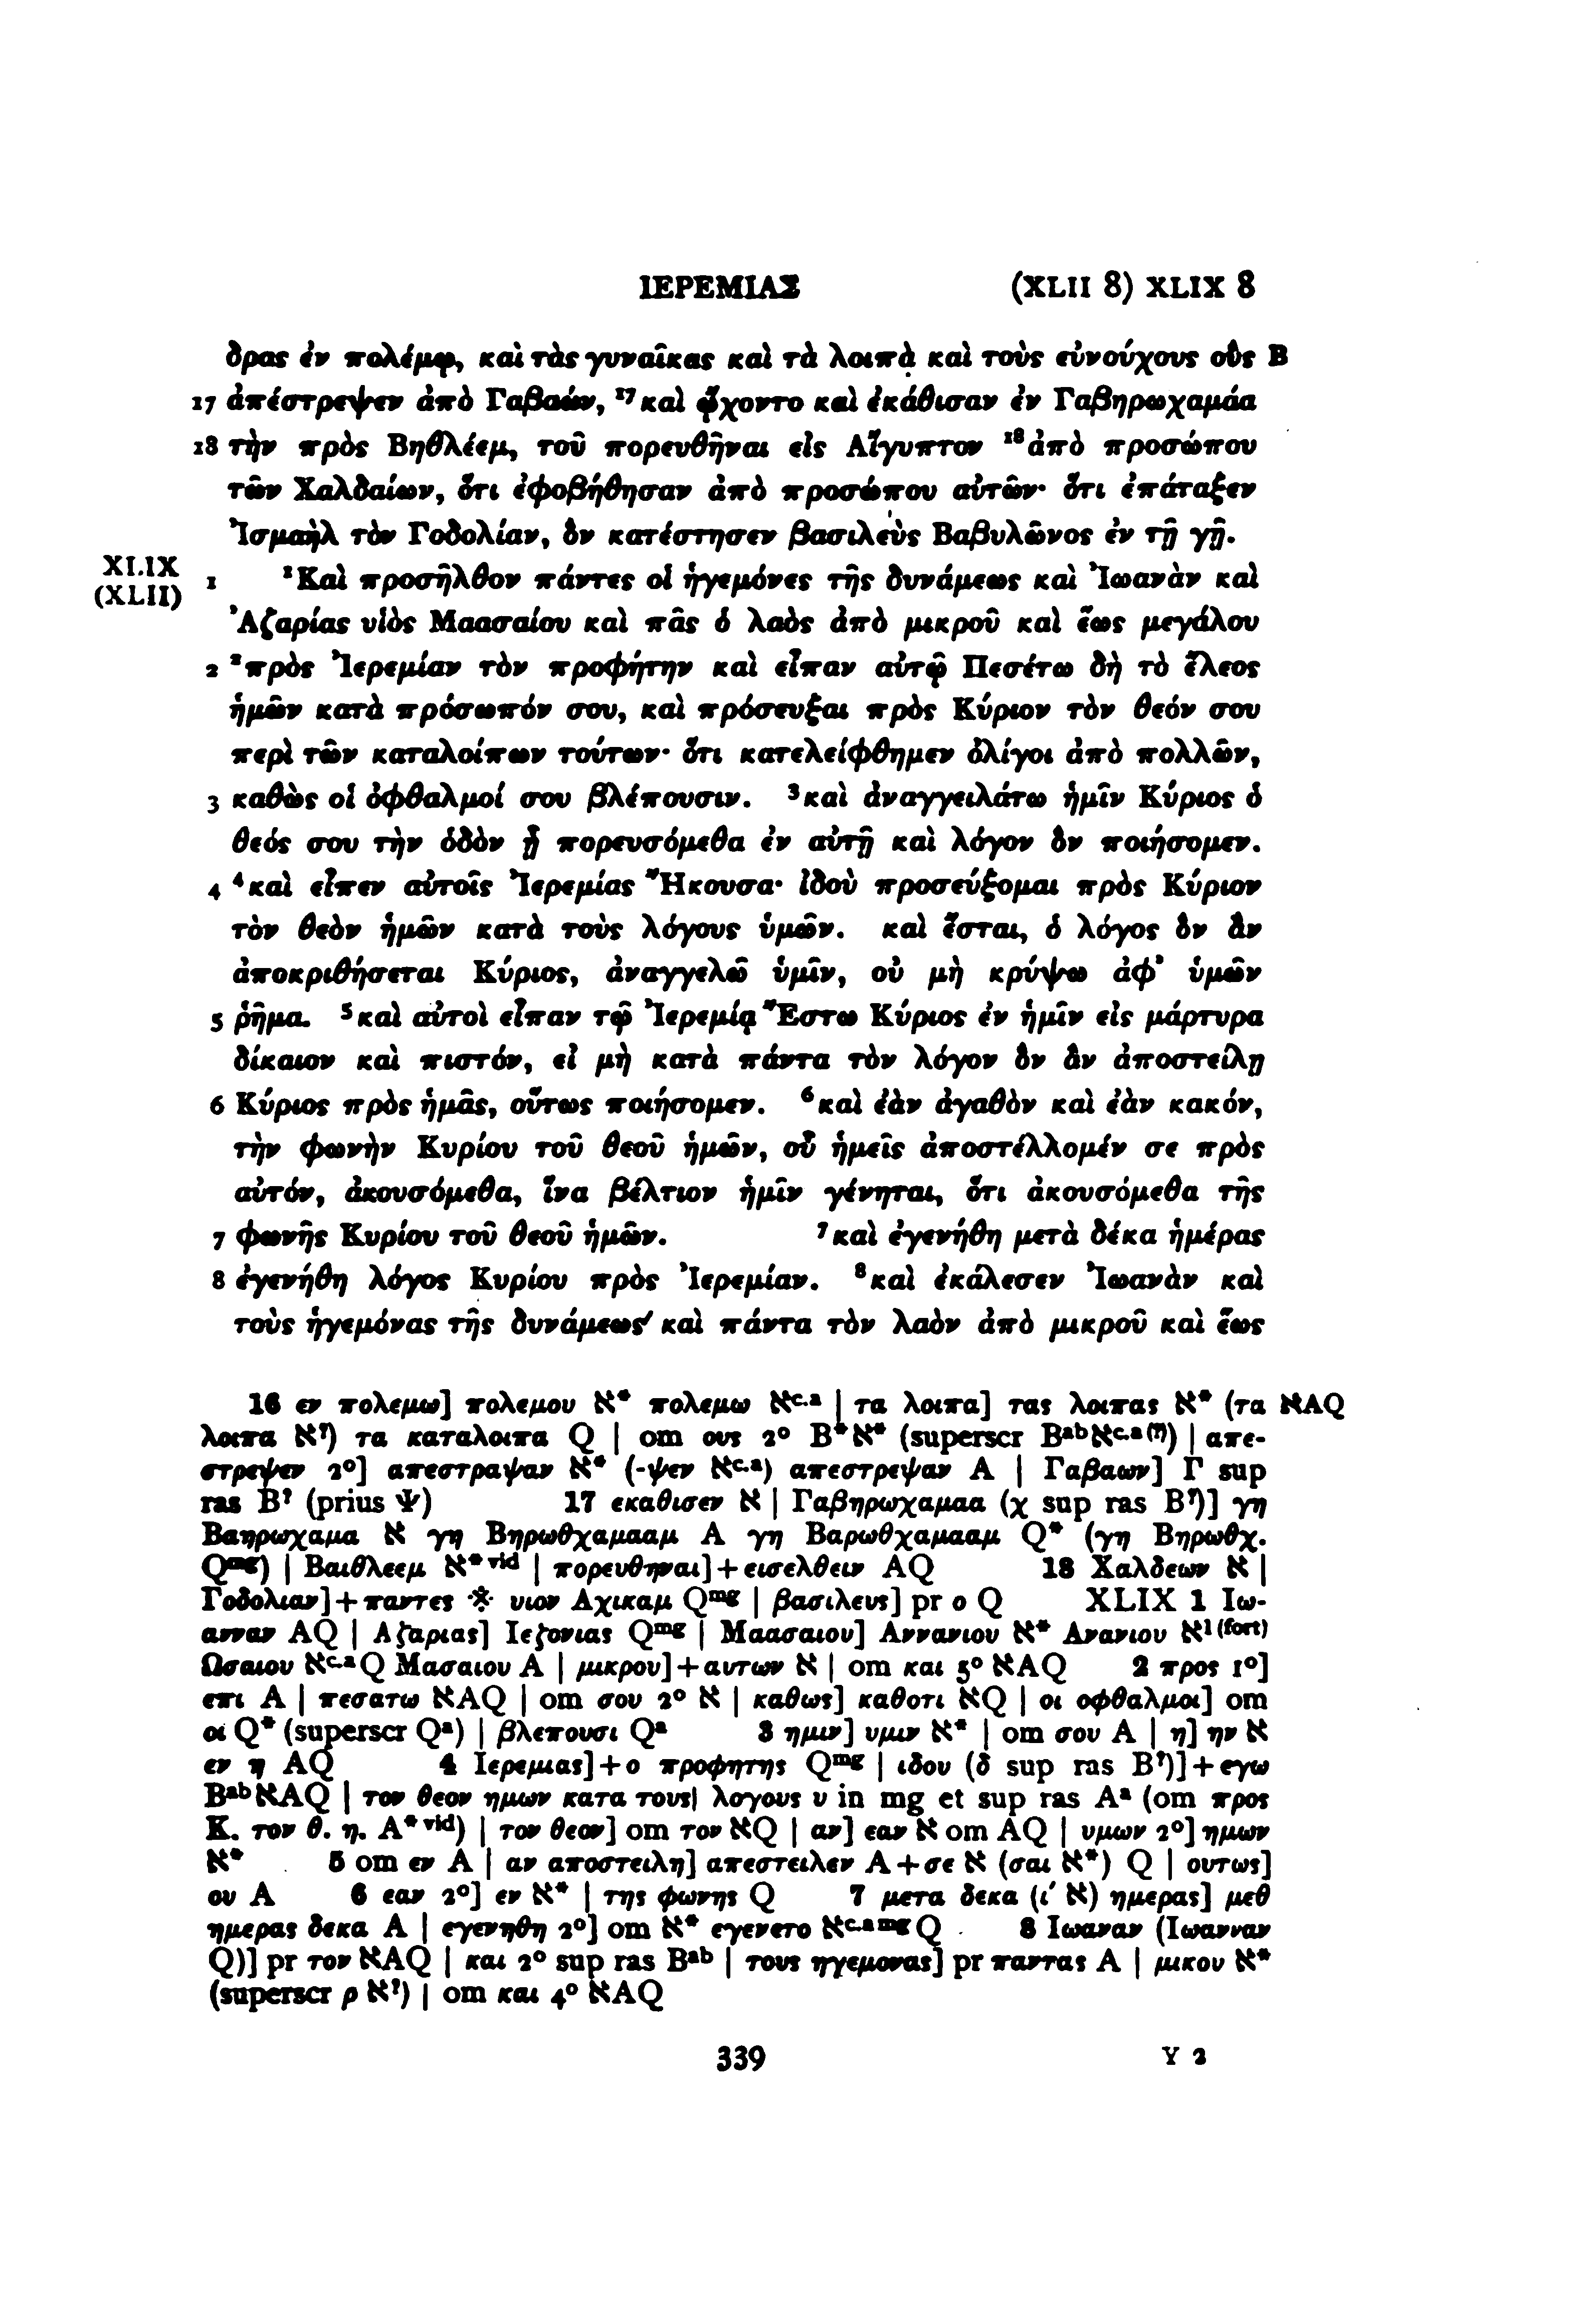 ΙΕΡΕΜΙΑΣ (XLII 8) XLIX 8
δρας ἐν πολέμῳ, καὶ τὰς γυναῖκας καὶ τὰ λοιπὰ καὶ τοὺς εὐνούχους οὓς B
17 ἀπέστρεψεν ἀπὸ Γαβαών, ¹⁷καὶ ᾤχοντο καὶ ἐκάθισαν ἐν Γαβηρωχαμάα
18 τὴν πρὸς Βηθλέεμ, τοῦ πορευθῆναι εἰς Αἴγυπτον ¹⁸ἀπὸ προσώπου
τῶν Χαλδαίων, ὅτι ἐφοβήθησαν ἀπὸ προσώπου αὐτῶν· ὅτι ἐπάταξεν
Ἰσμαὴλ τὸν Γοδολίαν, ὃν κατέστησεν βασιλεὺς Βαβυλῶνος ἐν τῇ γῇ.
XLIX (XLII) 1 ¹Καὶ προσῆλθον πάντες οἱ ἡγεμόνες τῆς δυνάμεως καὶ Ἰωανὰν καὶ
Ἀζαρίας υἱὸς Μαασαίου καὶ πᾶς ὁ λαὸς ἀπὸ μικροῦ καὶ ἕως μεγάλου
2 ²πρὸς Ἰερεμίαν τὸν προφήτην καὶ εἶπαν αὐτῷ Πεσέτω δὴ τὸ ἔλεος
ἡμῶν κατὰ πρόσωπόν σου, καὶ πρόσευξαι πρὸς Κύριον τὸν θεόν σου
περὶ τῶν καταλοίπων τούτων· ὅτι κατελείφθημεν ὀλίγοι ἀπὸ πολλῶν,
3 καθὼς οἱ ὀφθαλμοί σου βλέπουσιν. ³καὶ ἀναγγειλάτω ἡμῖν Κύριος ὁ
θεός σου τὴν ὁδὸν ᾗ πορευσόμεθα ἐν αὐτῇ καὶ λόγον ὃν ποιήσομεν.
4 ⁴καὶ εἶπεν αὐτοῖς Ἰερεμίας Ἤκουσα· ἰδοὺ προσεύξομαι πρὸς Κύριον
τὸν θεὸν ἡμῶν κατὰ τοὺς λόγους ὑμῶν. καὶ ἔσται, ὁ λόγος ὃν ἂν
ἀποκριθήσεται Κύριος, ἀναγγελῶ ὑμῖν, οὐ μὴ κρύψω ἀφ' ὑμῶν
5 ῥῆμα. ⁵καὶ αὐτοὶ εἶπαν τῷ Ἰερεμίᾳ Ἔστω Κύριος ἐν ἡμῖν εἰς μάρτυρα
δίκαιον καὶ πιστόν, εἰ μὴ κατὰ πάντα τὸν λόγον ὃν ἂν ἀποστείλῃ
6 Κύριος πρὸς ἡμᾶς, οὕτως ποιήσομεν. ⁶καὶ ἐὰν ἀγαθὸν καὶ ἐὰν κακόν,
τὴν φωνὴν Κυρίου τοῦ θεοῦ ἡμῶν, οὗ ἡμεῖς ἀποστέλλομέν σε πρὸς
αὐτόν, ἀκουσόμεθα, ἵνα βέλτιον ἡμῖν γένηται, ὅτι ἀκουσόμεθα τῆς
7 φωνῆς Κυρίου τοῦ θεοῦ ἡμῶν. ⁷καὶ ἐγενήθη μετὰ δέκα ἡμέρας
8 ἐγενήθη λόγος Κυρίου πρὸς Ἰερεμίαν. ⁸καὶ ἐκάλεσεν Ἰωανὰν καὶ
τοὺς ἡγεμόνας τῆς δυνάμεως καὶ πάντα τὸν λαὸν ἀπὸ μικροῦ καὶ ἕως
16 εν πολεμω] πολεμου ℵ* πολεμω ℵᶜ·ᵃ | τα λοιπα] τας λοιπας ℵ* (τα ℵAQ
λοιπα ℵ?) τα καταλοιπα Q | om ους 2° B*ℵ* (superscr Bᵃᵇℵᶜ·ᵃ⁽?⁾) | απε-
στρεψεν 2°] απεστραψαν ℵ* (-ψεν ℵᶜ·ᵃ) απεστρεψαν A | Γαβαων] Γ sup
ras B? (prius Ψ) 17 εκαθισεν ℵ | Γαβηρωχαμαα (χ sup ras B?)] γη
Βαηρωχαμα ℵ γη Βηρωθχαμααμ A γη Βαρωθχαμααμ Q* (γη Βηρωθχ.
Qᵐᵍ) | Βαιθλεεμ ℵ*ᵛⁱᵈ | πορευθηναι]+εισελθειν AQ 18 Χαλδεων ℵ |
Γοδολιαν]+παντες ※ υιον Αχικαμ Qᵐᵍ | βασιλευς] pr ο Q XLIX 1 Ιω-
ανναν AQ | Αζαριας] Ιεζονιας Qᵐᵍ | Μαασαιου] Αννανιου ℵ* Ανανιου ℵ¹⁽ᶠᵒʳᵗ⁾
Ωσαιου ℵᶜ·ᵃQ Μασαιου A | μικρου]+αυτων ℵ | om και 5° ℵAQ 2 προς 1°]
επι A | πεσατω ℵAQ | om σου 2° ℵ | καθως] καθοτι ℵQ | οι οφθαλμοι] om
οι Q* (superscr Qᵃ) | βλεπουσι Qᵃ 3 ημιν] υμιν ℵ* | om σου A | η] ην ℵ
εν η AQ 4 Ιερεμιας]+ο προφητης Qᵐᵍ | ιδου (δ sup ras B?)]+εγω
BᵃᵇℵAQ | τον θεον ημων κατα τους| λογους υ in mg et sup ras Aᵃ (om προς
Κ. τον θ. η. A*ᵛⁱᵈ) | τον θεον] om τον ℵQ | αν] εαν ℵ om AQ | υμων 2°] ημων
ℵ* 5 om εν A | αν αποστειλη] απεστειλεν A+σε ℵ (σαι ℵ*) Q | ουτως]
ου A 6 εαν 2°] εν ℵ* | της φωνης Q 7 μετα δεκα (ι' ℵ) ημερας] μεθ
ημερας δεκα A | εγενηθη 2°] om ℵ* εγενετο ℵᶜ·ᵃᵐᵍQ 8 Ιωαναν (Ιωανναν
Q)] pr τον ℵAQ | και 2° sup ras Bᵃᵇ | τους ηγεμονας] pr παντας A | μικου ℵ*
(superscr ρ ℵ?) | om και 4° ℵAQ
339 Y 2